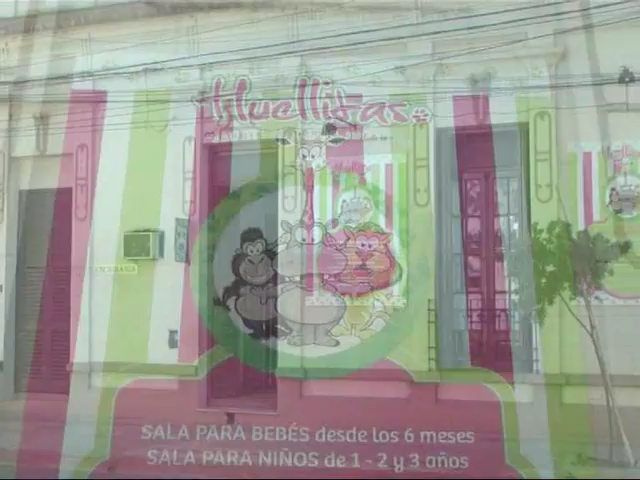 Huellitas
SALA PARA BEBÉS desde los 6 meses
SALA PARA NIÑOS de 1 - 2 y 3 años